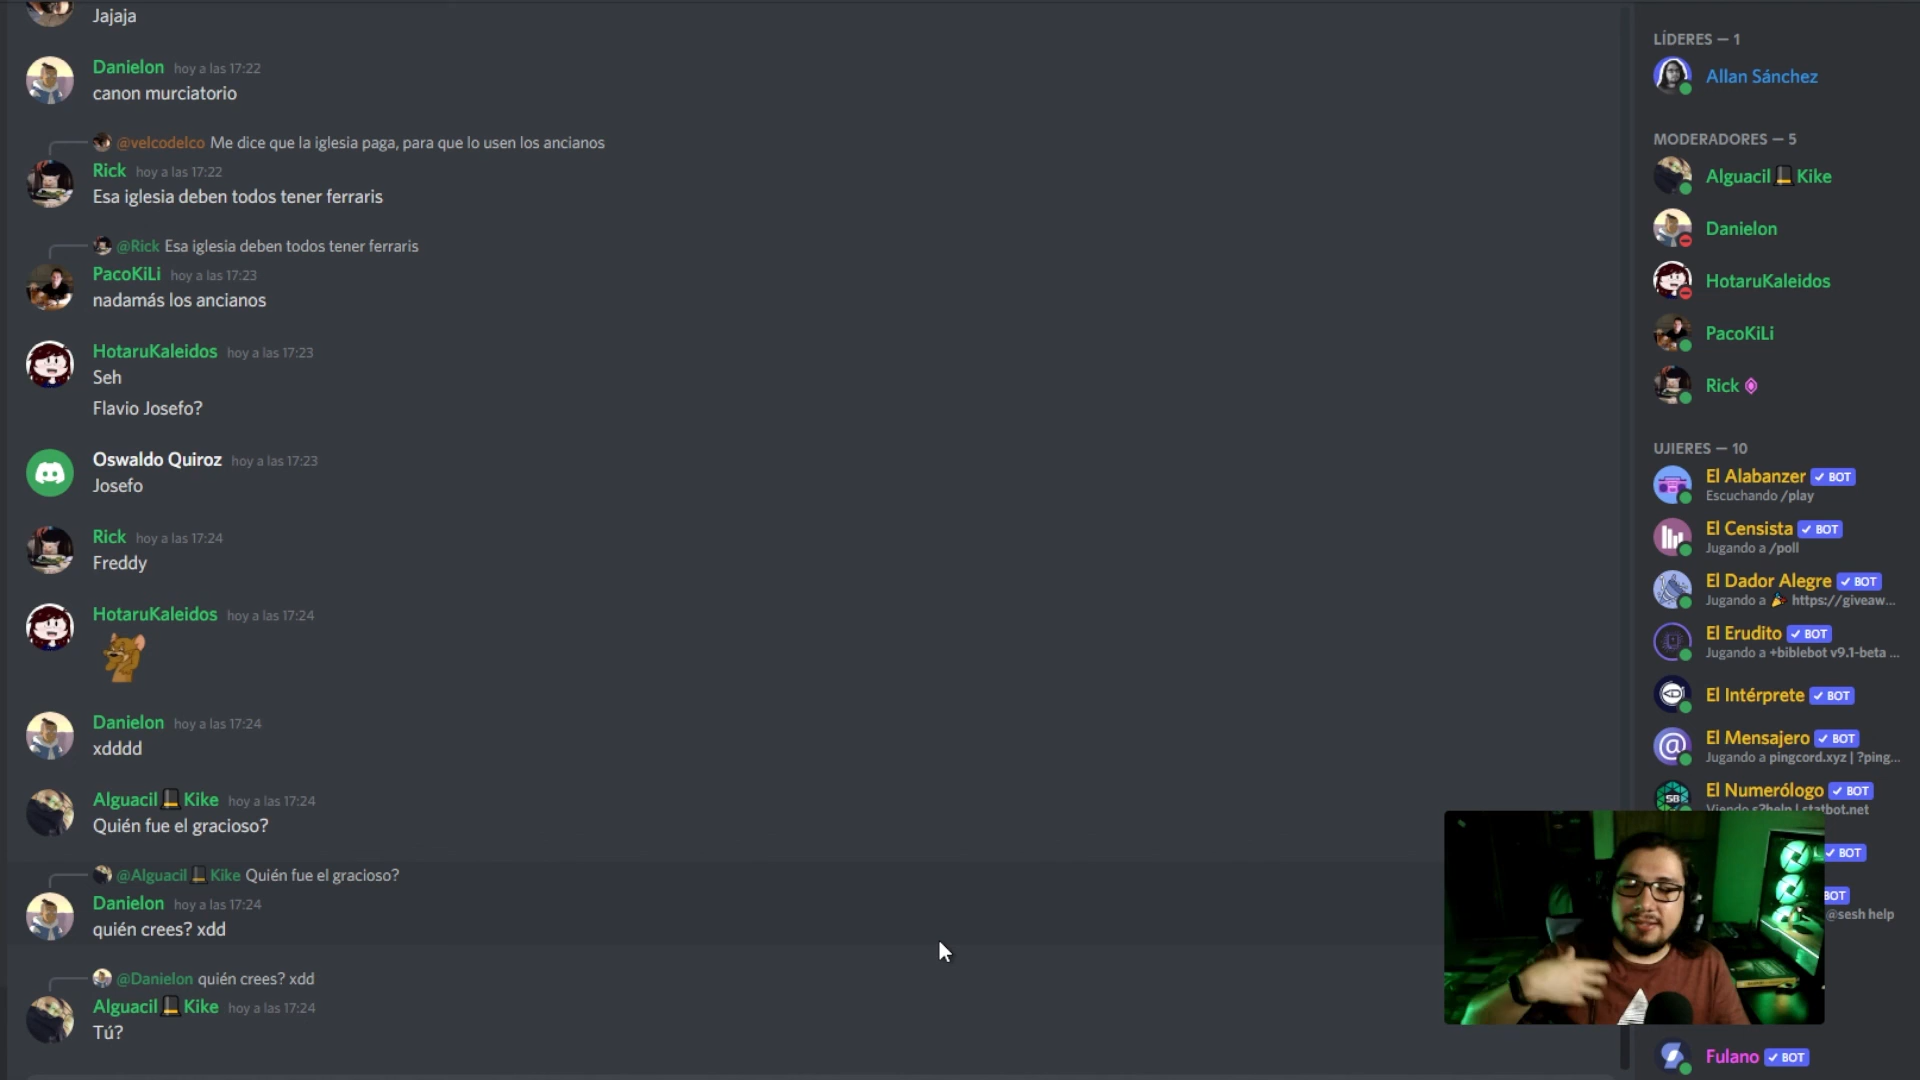 Jajaja
Danielon hoy a las 17:22
canon murciatorio
@velcodelco Me dice que la iglesia paga, para que lo usen los ancianos
Rick hoy a las 17:22
Esa iglesia deben todos tener ferraris
@Rick Esa iglesia deben todos tener ferraris
PacoKiLi hoy a las 17:23
nadamás los ancianos
HotaruKaleidos hoy a las 17:23
Seh
Flavio Josefo?
Oswaldo Quiroz hoy a las 17:23
Josefo
Rick hoy a las 17:24
Freddy
HotaruKaleidos hoy a las 17:24
Danielon hoy a las 17:24
xdddd
Alguacil Kike hoy a las 17:24
Quién fue el gracioso?
@Alguacil Kike Quién fue el gracioso?
Danielon hoy a las 17:24
quién crees? xdd
@Danielon quién crees? xdd
Alguacil Kike hoy a las 17:24
Tú?
LÍDERES — 1
Allan Sánchez
MODERADORES — 5
Alguacil Kike
Danielon
HotaruKaleidos
PacoKiLi
Rick
UJIERES — 10
El Alabanzer ✓ BOT
Escuchando /play
El Censista ✓ BOT
Jugando a /poll
El Dador Alegre ✓ BOT
Jugando a 🎉 https://giveaw...
El Erudito ✓ BOT
Jugando a +biblebot v9.1-beta ...
El Intérprete ✓ BOT
El Mensajero ✓ BOT
Jugando a pingcord.xyz | ?ping...
El Numerólogo ✓ BOT
Viendo s?help | statbot.net
✓ BOT
BOT
@sesh help
Fulano ✓ BOT